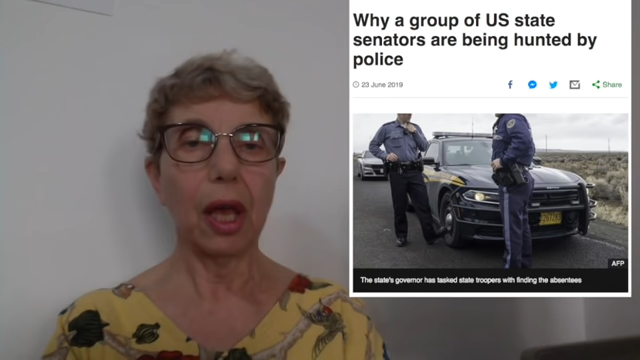 Why a group of US state
senators are being hunted by
police
23 June 2019
Share
AFP
The state's governor has tasked state troopers with finding the absentees